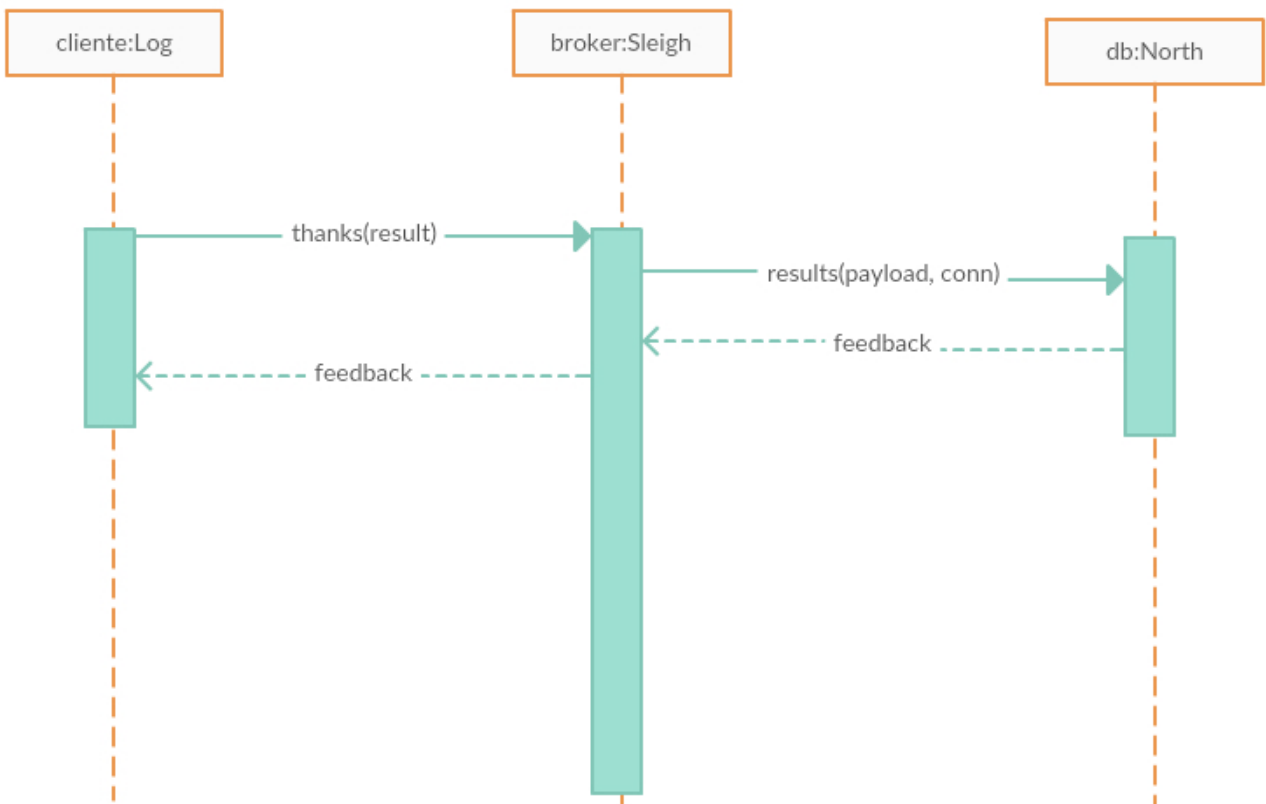 cliente:Log
broker:Sleigh
db:North
thanks(result)
results(payload, conn)
feedback
feedback